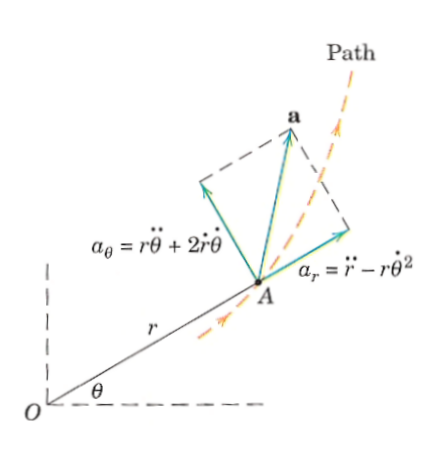 Path
a
a_θ = rθ̈ + 2ṙθ̇
a_r = r̈ − rθ̇²
A
r
θ
O